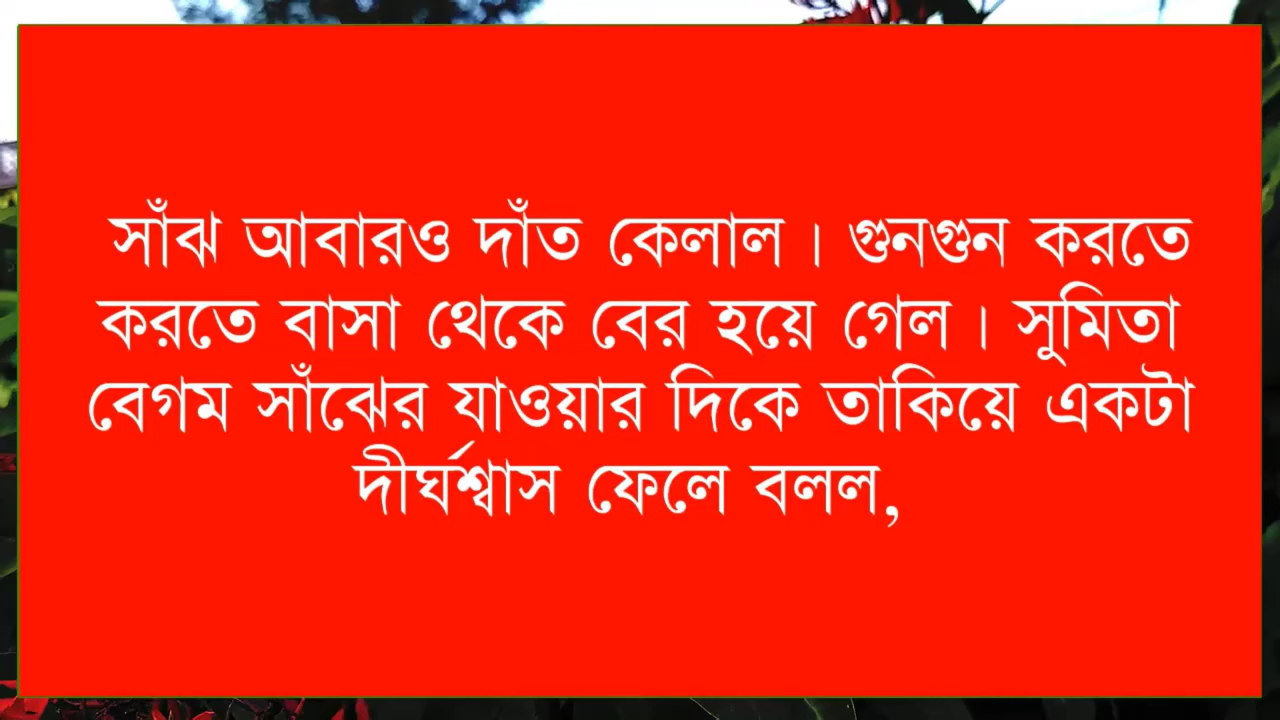 সাঁঝ আবারও দাঁত কেলাল। গুনগুন করতে
করতে বাসা থেকে বের হয়ে গেল। সুমিতা
বেগম সাঁঝের যাওয়ার দিকে তাকিয়ে একটা
দীর্ঘশ্বাস ফেলে বলল,